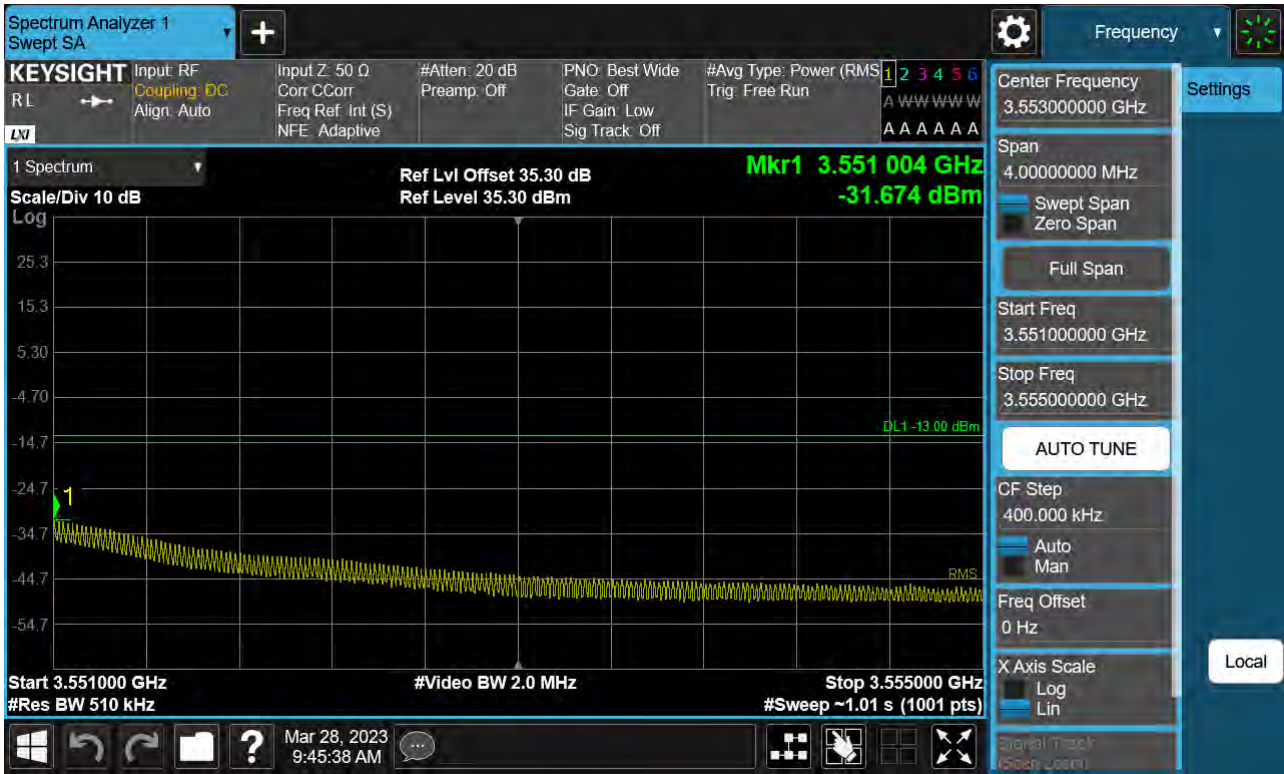 Spectrum Analyzer 1
Swept SA
Frequency
KEYSIGHT
R L
LXI
Input: RF
Coupling: DC
Align: Auto
Input Z: 50 Ω
Corr CCorr
Freq Ref: Int (S)
NFE: Adaptive
#Atten: 20 dB
Preamp: Off
PNO: Best Wide
Gate: Off
IF Gain: Low
Sig Track: Off
#Avg Type: Power (RMS
Trig: Free Run
1 2 3 4 5 6
A W W W W W
A A A A A A
1 Spectrum
Scale/Div 10 dB
Log
Ref Lvl Offset 35.30 dB
Ref Level 35.30 dBm
Mkr1 3.551 004 GHz
-31.674 dBm
25.3
15.3
5.30
-4.70
DL1 -13.00 dBm
-14.7
-24.7
1
-34.7
-44.7
RMS
-54.7
Start 3.551000 GHz
#Res BW 510 kHz
#Video BW 2.0 MHz
Stop 3.555000 GHz
#Sweep ~1.01 s (1001 pts)
Center Frequency
3.553000000 GHz
Settings
Span
4.00000000 MHz
Swept Span
Zero Span
Full Span
Start Freq
3.551000000 GHz
Stop Freq
3.555000000 GHz
AUTO TUNE
CF Step
400.000 kHz
Auto
Man
Freq Offset
0 Hz
X Axis Scale
Log
Lin
Local
Signal Track
(Span Zoom)
?
Mar 28, 2023
9:45:38 AM